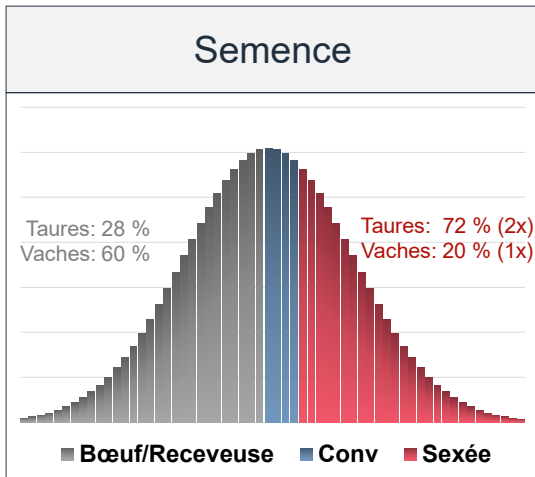 Semence
Taures: 28 %
Vaches: 60 %
Taures: 72 % (2x)
Vaches: 20 % (1x)
Bœuf/Receveuse Conv Sexée